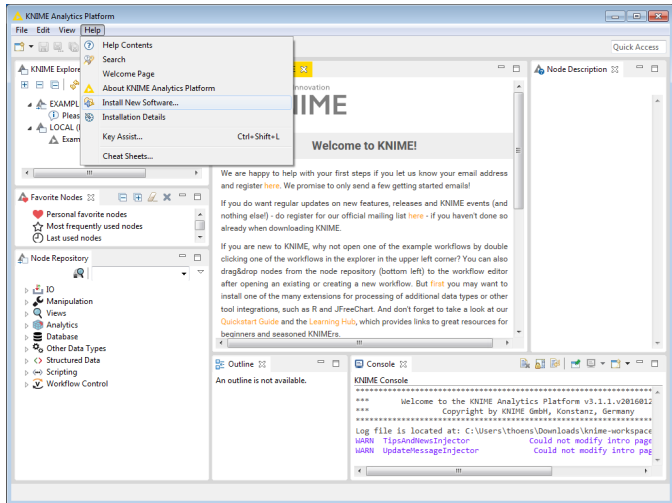 KNIME Analytics Platform
File Edit View Help
Quick Access
Help Contents
Search
Welcome Page
About KNIME Analytics Platform
Install New Software...
Installation Details
Key Assist... Ctrl+Shift+L
Cheat Sheets...
KNIME Explore
EXAMPL
Pleas
LOCAL (
Exam
Node Description
nnovation
IME
Welcome to KNIME!
We are happy to help with your first steps if you let us know your email address
and register here. We promise to only send a few getting started emails!
If you do want regular updates on new features, releases and KNIME events (and
nothing else!) - do register for our official mailing list here - if you haven't done so
already when downloading KNIME.
If you are new to KNIME, why not open one of the example workflows by double
clicking one of the workflows in the explorer in the upper left corner? You can also
drag&drop nodes from the node repository (bottom left) to the workflow editor
after opening an existing or creating a new workflow. But first you may want to
install one of the many extensions for processing of additional data types or other
tool integrations, such as R and JFreeChart. And don't forget to take a look at our
Quickstart Guide and the Learning Hub, which provides links to great resources for
beginners and seasoned KNIMErs.
Favorite Nodes
Personal favorite nodes
Most frequently used nodes
Last used nodes
Node Repository
IO
Manipulation
Views
Analytics
Database
Other Data Types
Structured Data
Scripting
Workflow Control
Outline
An outline is not available.
Console
KNIME Console
***********************************************************
*** Welcome to the KNIME Analytics Platform v3.1.1.v201612
*** Copyright by KNIME GmbH, Konstanz, Germany
***********************************************************
Log file is located at: C:\Users\thoens\Downloads\knime-workspace
WARN TipsAndNewsInjector Could not modify intro pag
WARN UpdateMessageInjector Could not modify intro pag